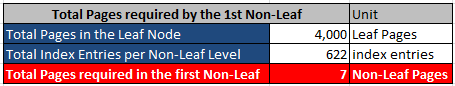 Total Pages required by the 1st Non-Leaf Unit
Total Pages in the Leaf Node 4,000 Leaf Pages
Total Index Entries per Non-Leaf Level 622 index entries
Total Pages required in the first Non-Leaf 7 Non-Leaf Pages